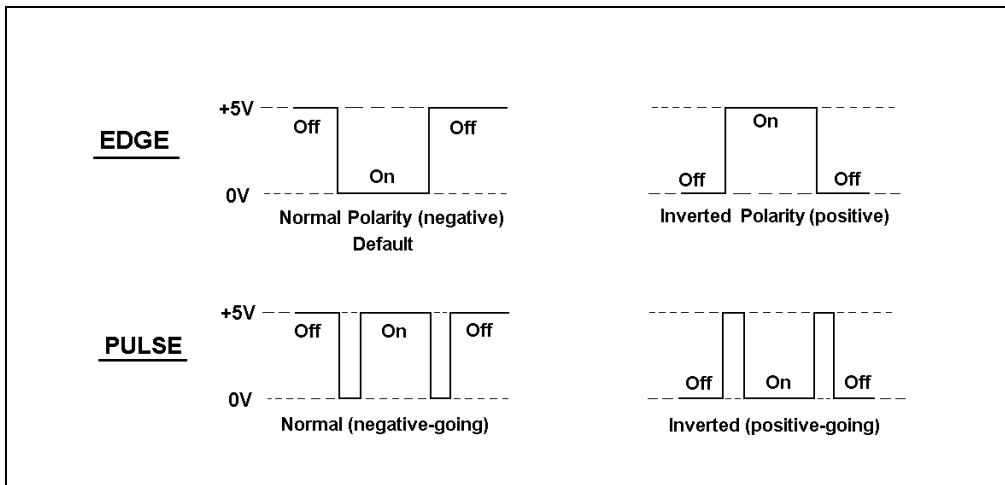 +5V
Off
Off
On
EDGE
On
0V
Off
Off
Normal Polarity (negative)
Default
Inverted Polarity (positive)
+5V
Off
On
Off
PULSE
Off
On
Off
0V
Normal (negative-going)
Inverted (positive-going)